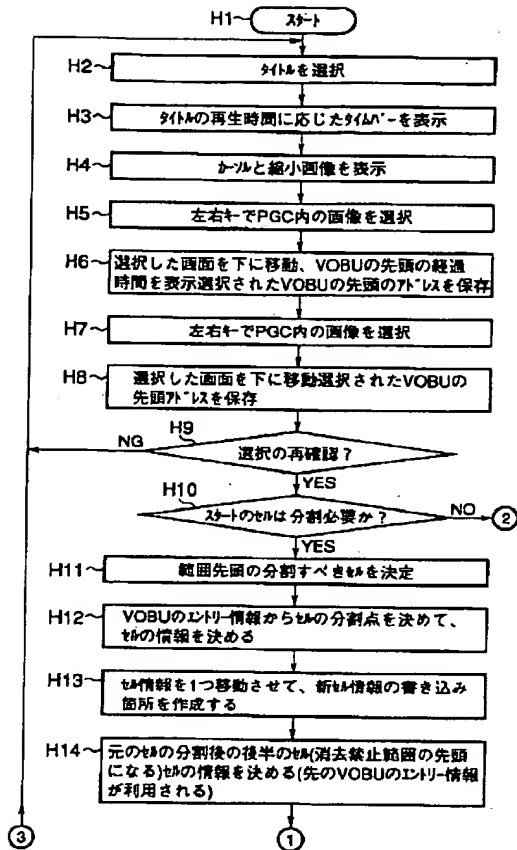 H1 スタート
H2 タイトルを選択
H3 タイトルの再生時間に応じたタイムバーを表示
H4 カーソルと縮小画像を表示
H5 左右キーでPGC内の画像を選択
H6 選択した画面を下に移動、VOBUの先頭の経過
時間を表示選択されたVOBUの先頭のアドレスを保存
H7 左右キーでPGC内の画像を選択
H8 選択した画面を下に移動選択されたVOBUの
先頭アドレスを保存
H9
NG 選択の再確認?
YES
H10
スタートのセルは分割必要か? NO ②
YES
H11 範囲先頭の分割すべきセルを決定
H12 VOBUのエントリー情報からセルの分割点を決めて、
セルの情報を決める
H13 セル情報を1つ移動させて、新セル情報の書き込み
箇所を作成する
H14 元のセルの分割後の後半のセル(消去禁止範囲の先頭
になる)セルの情報を決める(先のVOBUのエントリー情報
が利用される)
③ ①